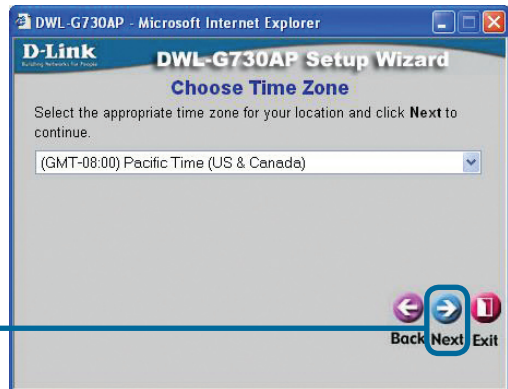 DWL-G730AP - Microsoft Internet Explorer
D-Link
Building Networks for People
DWL-G730AP Setup Wizard
Choose Time Zone
Select the appropriate time zone for your location and click Next to
continue.
(GMT-08:00) Pacific Time (US & Canada)
Back Next Exit